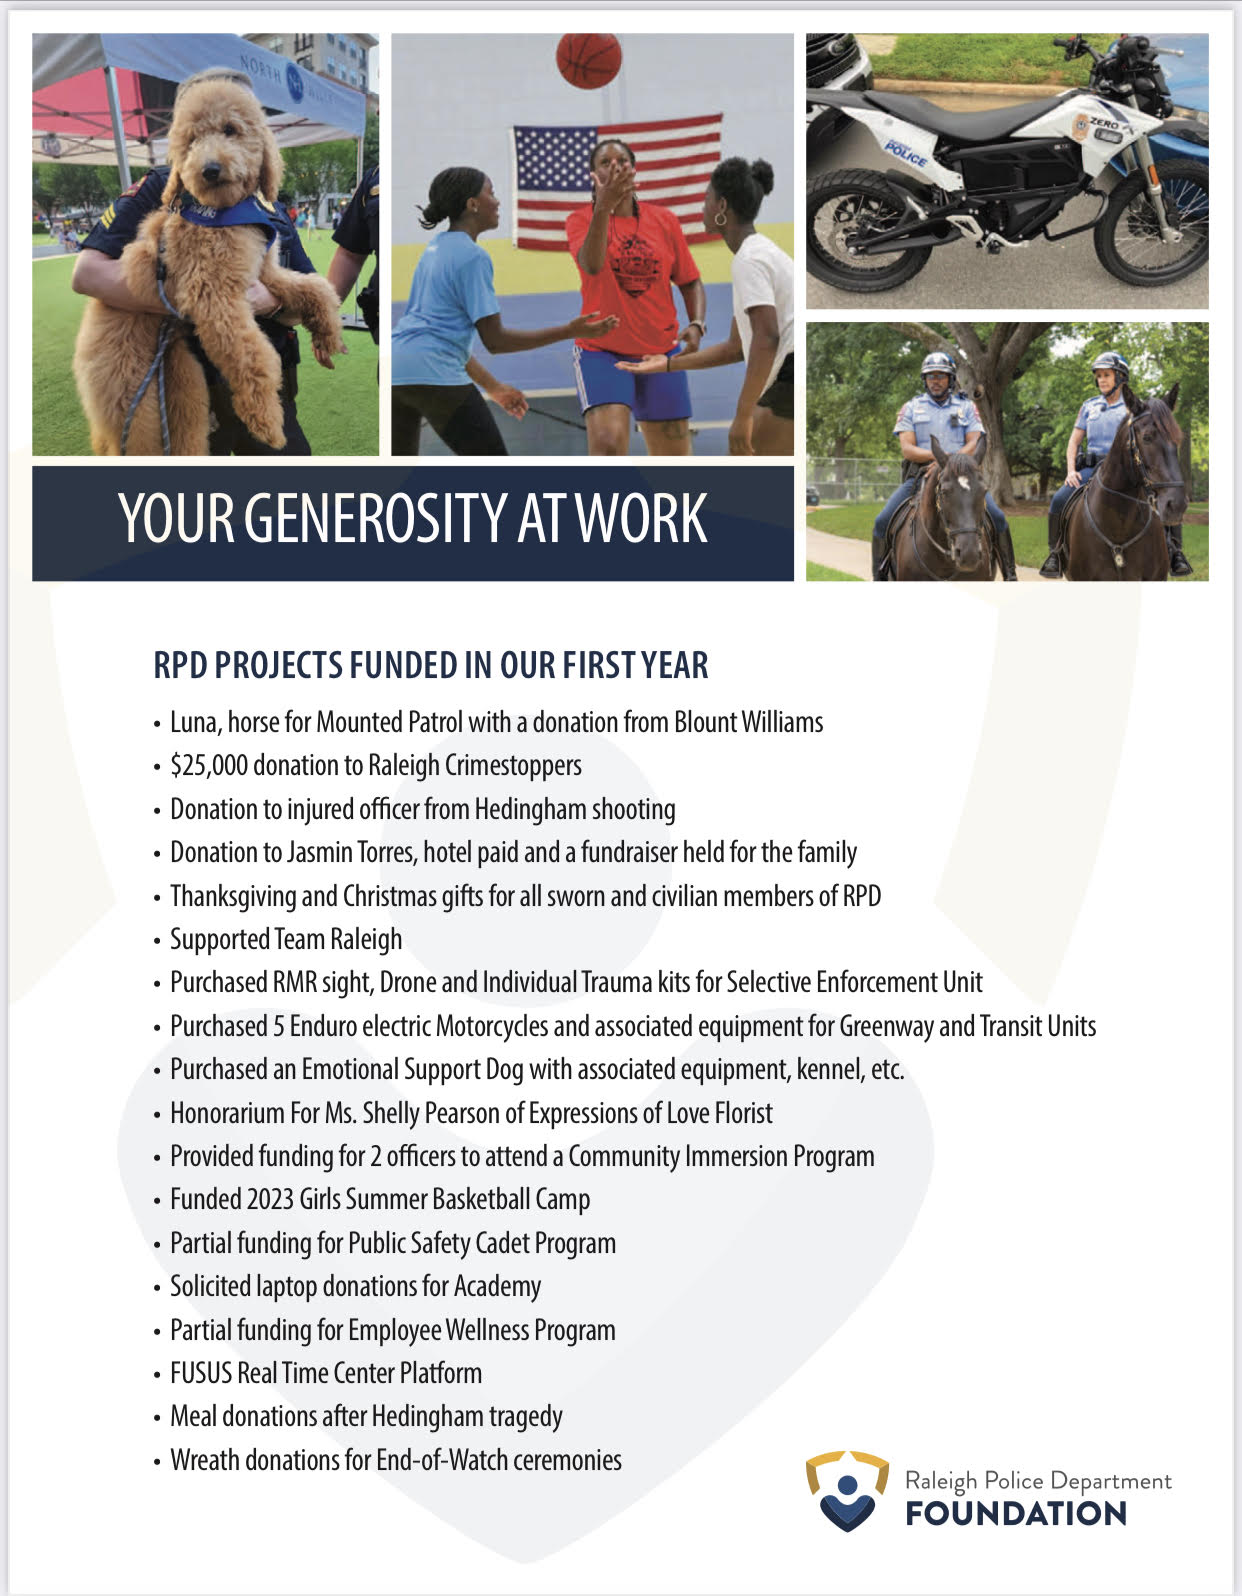 NORTH
TRAINING
ZERO X
POLICE
YOUR GENEROSITY AT WORK
RPD PROJECTS FUNDED IN OUR FIRST YEAR
• Luna, horse for Mounted Patrol with a donation from Blount Williams
• $25,000 donation to Raleigh Crimestoppers
• Donation to injured officer from Hedingham shooting
• Donation to Jasmin Torres, hotel paid and a fundraiser held for the family
• Thanksgiving and Christmas gifts for all sworn and civilian members of RPD
• Supported Team Raleigh
• Purchased RMR sight, Drone and Individual Trauma kits for Selective Enforcement Unit
• Purchased 5 Enduro electric Motorcycles and associated equipment for Greenway and Transit Units
• Purchased an Emotional Support Dog with associated equipment, kennel, etc.
• Honorarium For Ms. Shelly Pearson of Expressions of Love Florist
• Provided funding for 2 officers to attend a Community Immersion Program
• Funded 2023 Girls Summer Basketball Camp
• Partial funding for Public Safety Cadet Program
• Solicited laptop donations for Academy
• Partial funding for Employee Wellness Program
• FUSUS Real Time Center Platform
• Meal donations after Hedingham tragedy
• Wreath donations for End-of-Watch ceremonies
Raleigh Police Department
FOUNDATION